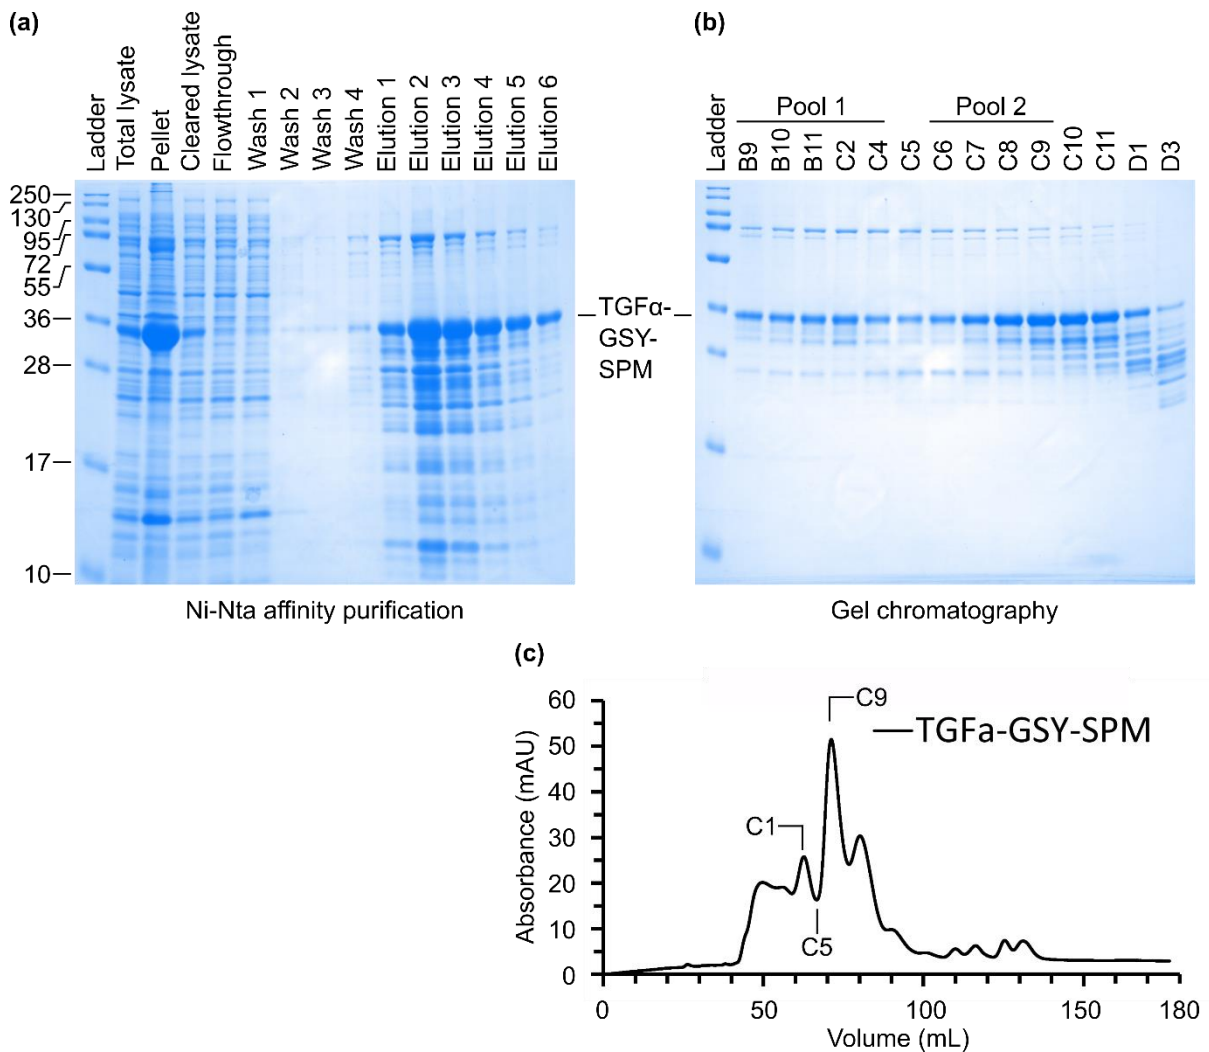 (a)
Ladder
Total lysate
Pellet
Cleared lysate
Flowthrough
Wash 1
Wash 2
Wash 3
Wash 4
Elution 1
Elution 2
Elution 3
Elution 4
Elution 5
Elution 6
250
130
95
72
55
36
28
17
10
TGFα-
GSY-
SPM
Ni-Nta affinity purification
(b)
Pool 1
Pool 2
Ladder
B9
B10
B11
C2
C4
C5
C6
C7
C8
C9
C10
C11
D1
D3
Gel chromatography
(c)
Absorbance (mAU)
60
50
40
30
20
10
0
C1
C5
C9
TGFa-GSY-SPM
0
50
100
150
180
Volume (mL)